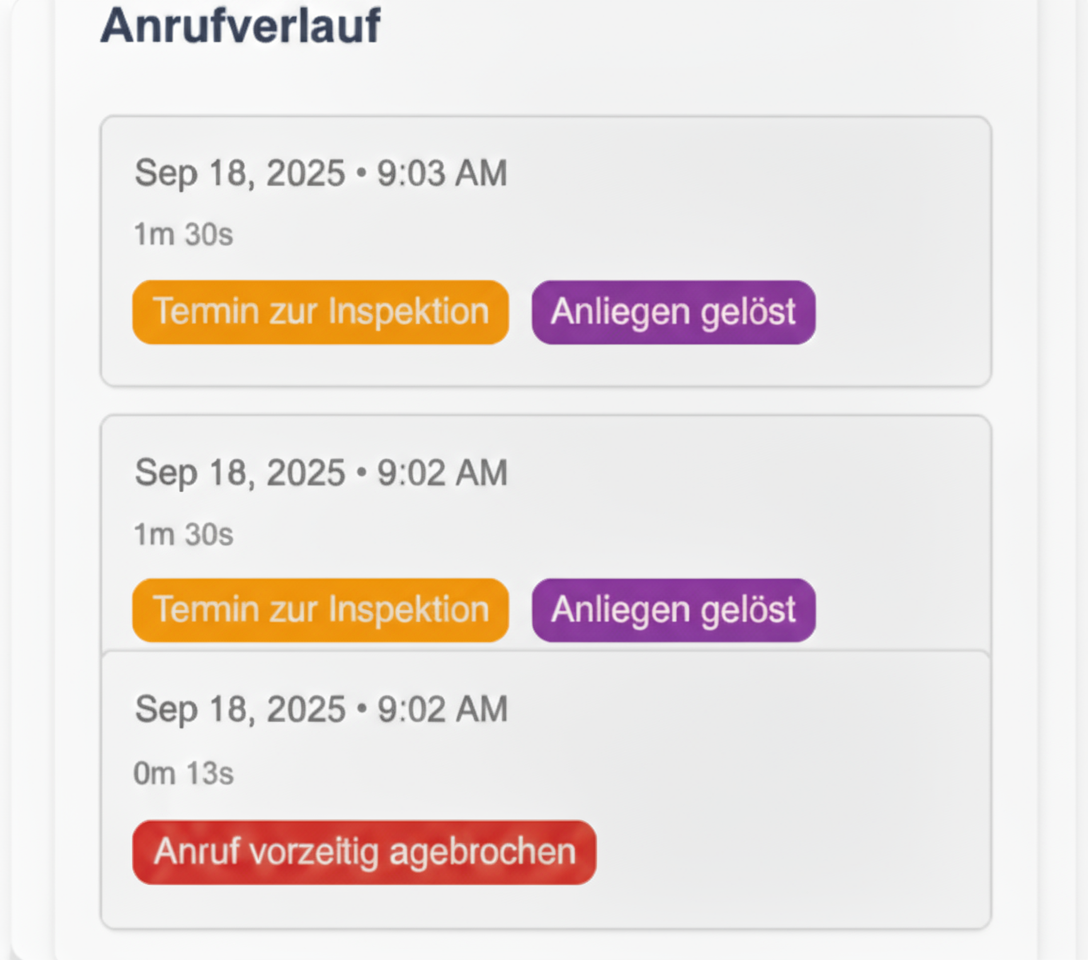 Anrufverlauf
Sep 18, 2025 • 9:03 AM
1m 30s
Termin zur Inspektion Anliegen gelöst
Sep 18, 2025 • 9:02 AM
1m 30s
Termin zur Inspektion Anliegen gelöst
Sep 18, 2025 • 9:02 AM
0m 13s
Anruf vorzeitig agebrochen